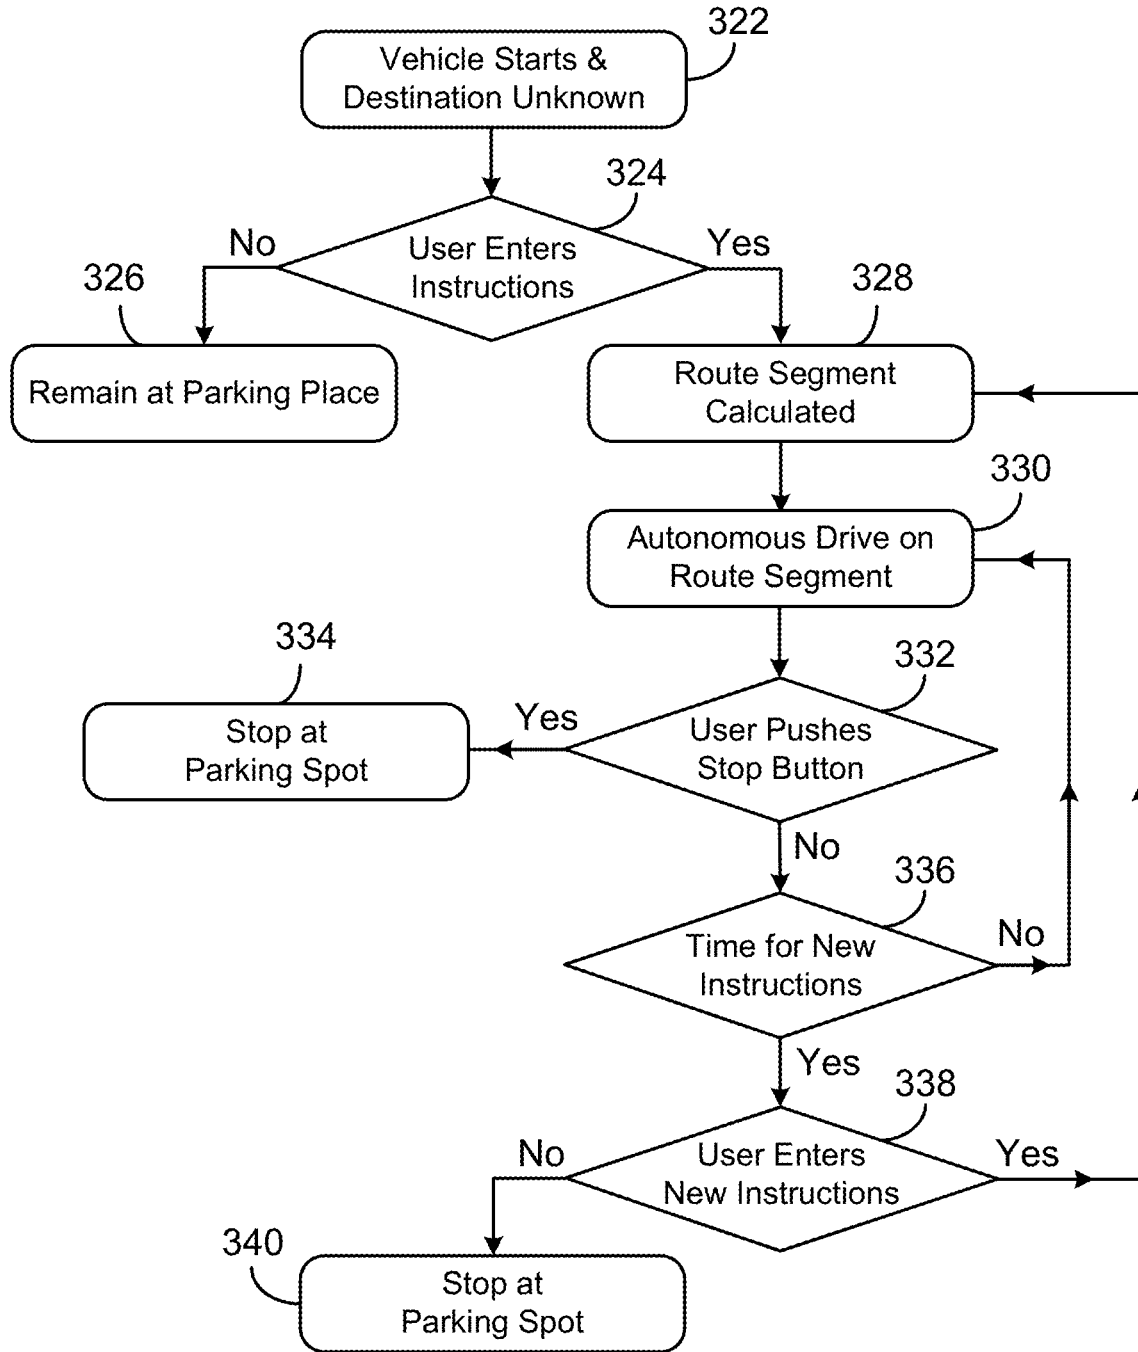 322
Vehicle Starts &
Destination Unknown
324
No
User Enters
Instructions
Yes
326
328
Remain at Parking Place
Route Segment
Calculated
330
Autonomous Drive on
Route Segment
334
332
Stop at
Parking Spot
Yes
User Pushes
Stop Button
No
336
Time for New
Instructions
No
Yes
338
No
User Enters
New Instructions
Yes
340
Stop at
Parking Spot